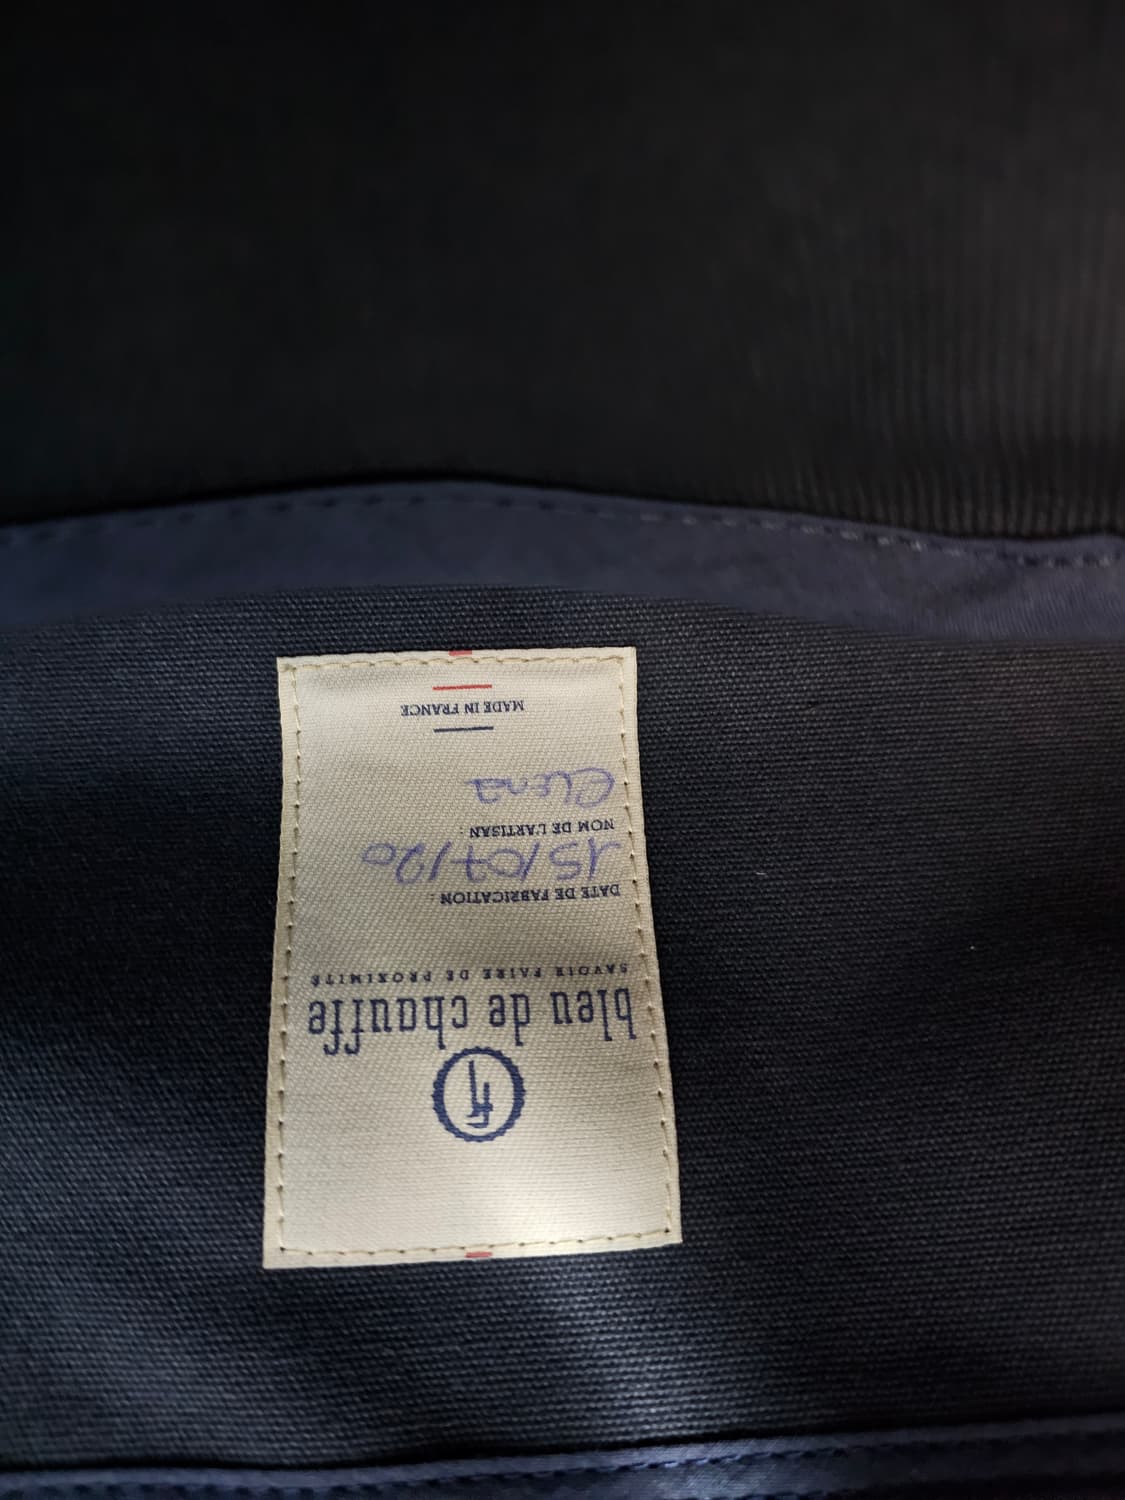 bleu de chauffe
SAVOIR FAIRE DE PROXIMITÉ
DATE DE FABRICATION :
15/07/20
NOM DE L'ARTISAN :
Elena
MADE IN FRANCE